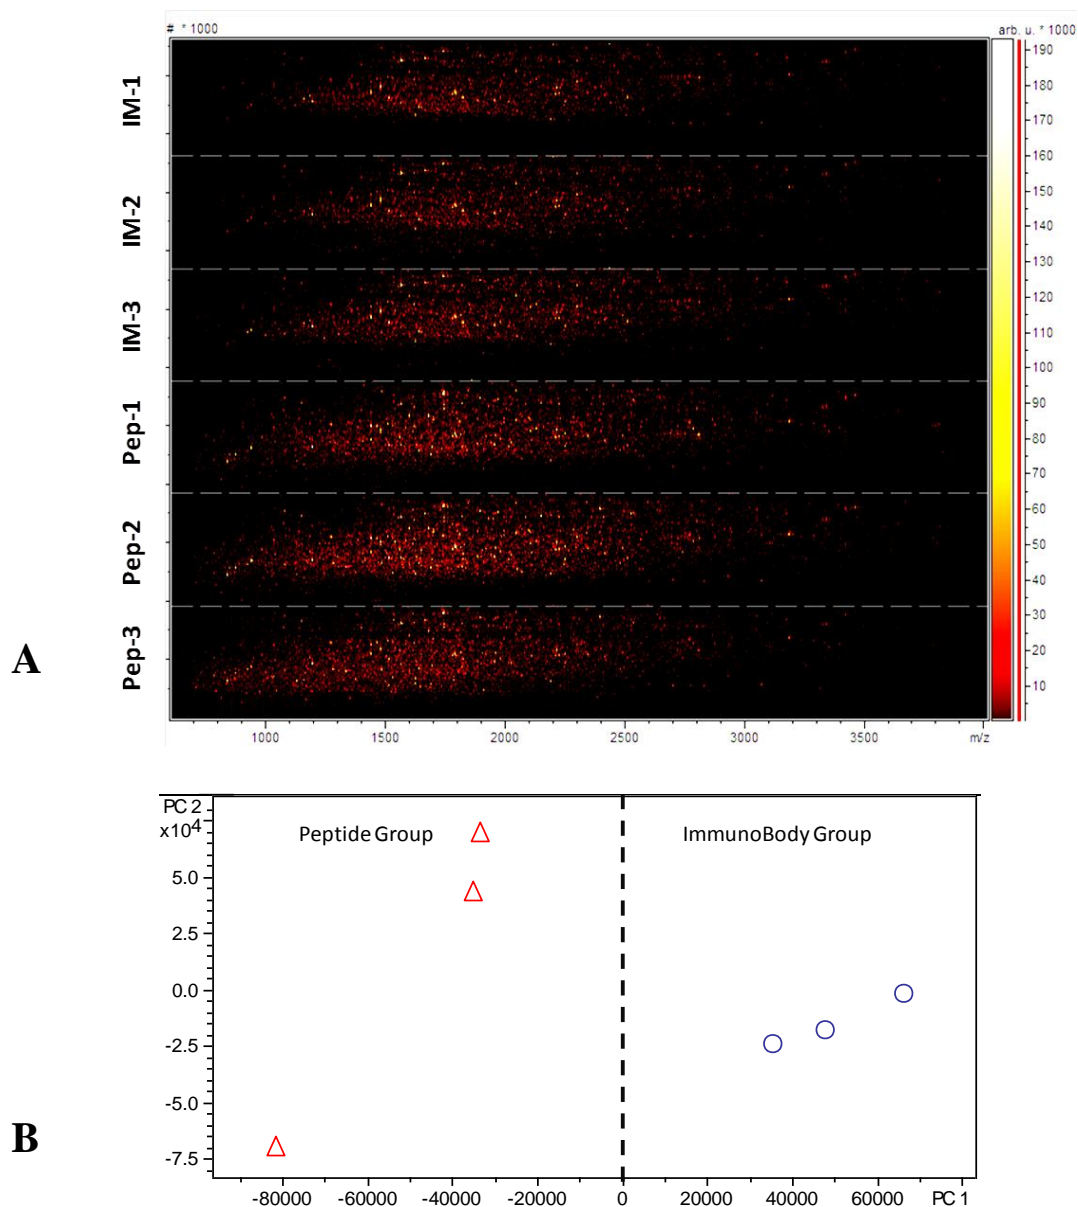 # * 1000
arb. u. * 1000
IM-1
IM-2
IM-3
Pep-1
Pep-2
Pep-3
A
190
180
170
160
150
140
130
120
110
100
90
80
70
60
50
40
30
20
10
1000
1500
2000
2500
3000
3500
m/z
PC 2
x10⁴
Peptide Group
ImmunoBody Group
5.0
2.5
0.0
-2.5
-5.0
-7.5
B
-80000
-60000
-40000
-20000
0
20000
40000
60000
PC 1